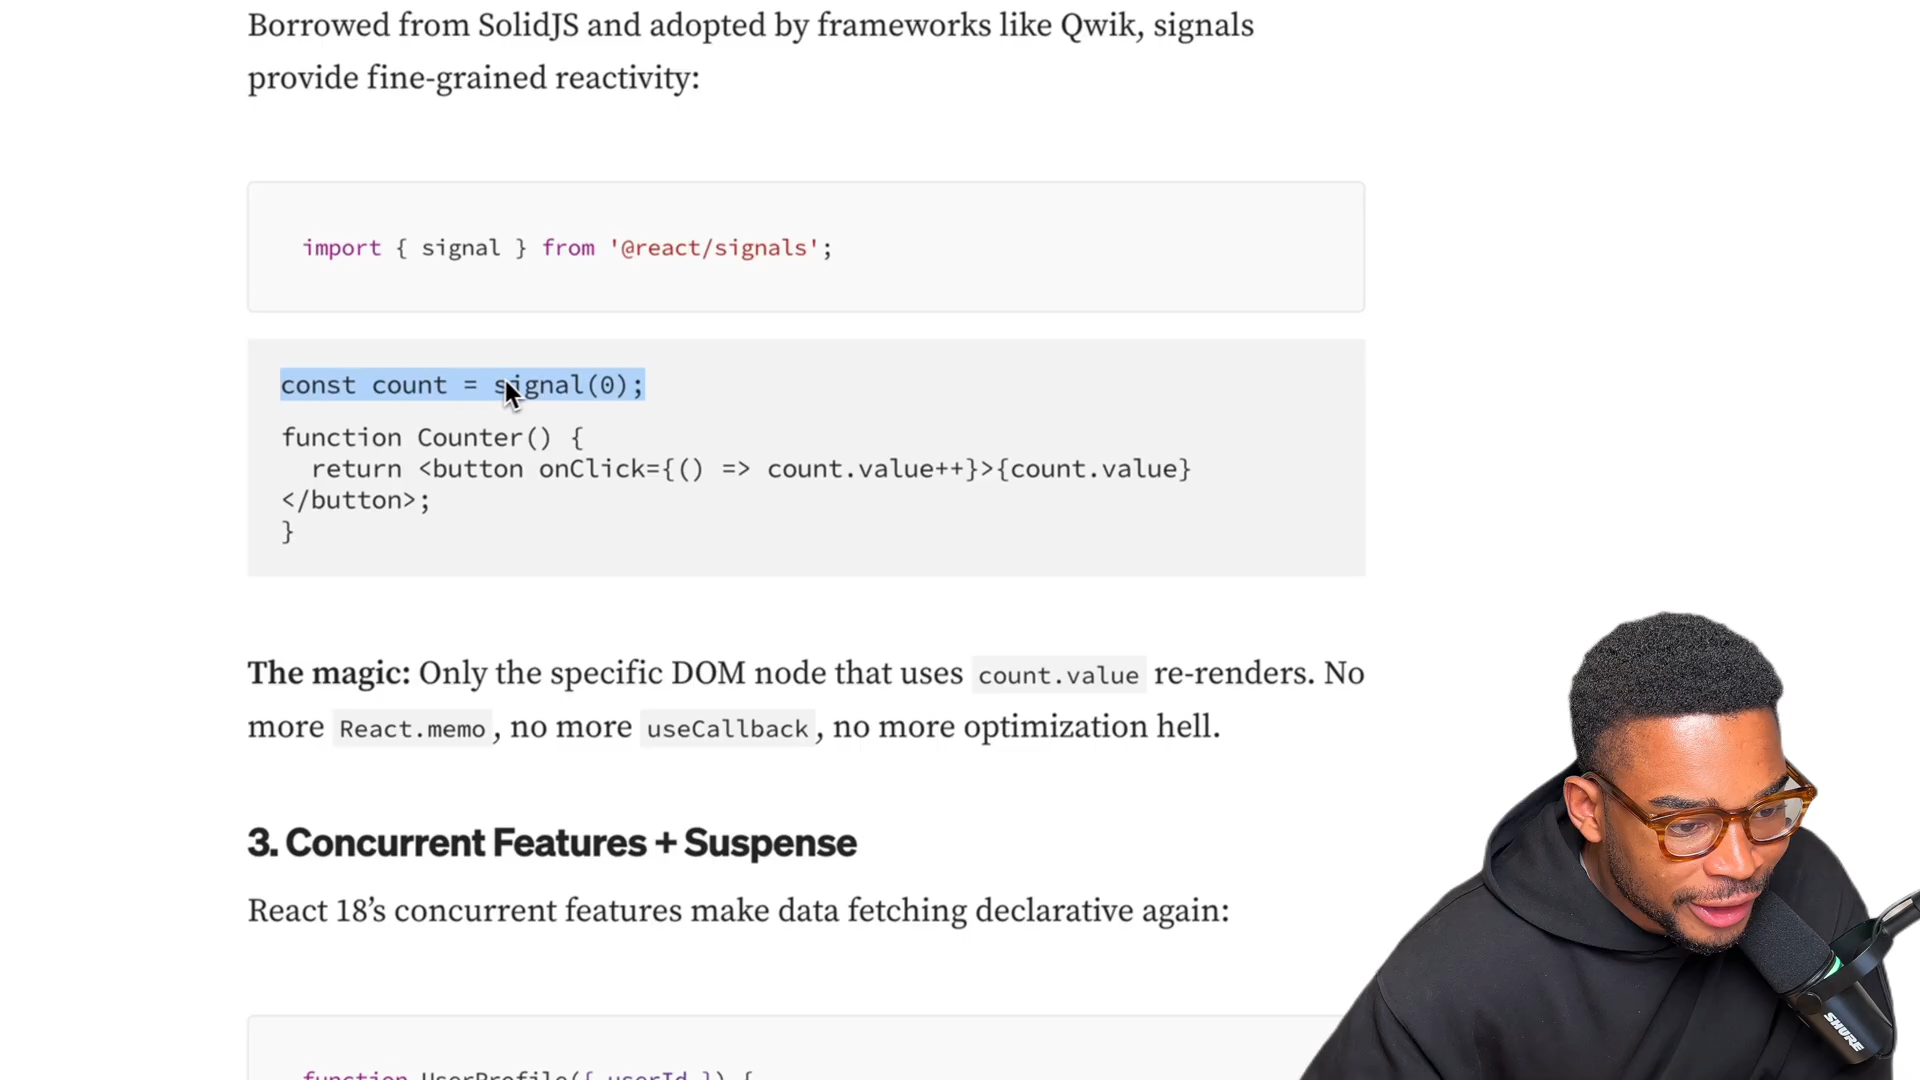 Borrowed from SolidJS and adopted by frameworks like Qwik, signals
provide fine-grained reactivity:
import { signal } from '@react/signals';
const count = signal(0);
function Counter() {
  return <button onClick={() => count.value++}>{count.value}
</button>;
}
The magic: Only the specific DOM node that uses count.value re-renders. No
more React.memo, no more useCallback, no more optimization hell.
3. Concurrent Features + Suspense
React 18’s concurrent features make data fetching declarative again:
function UserProfile({ userId }) {
SHURE